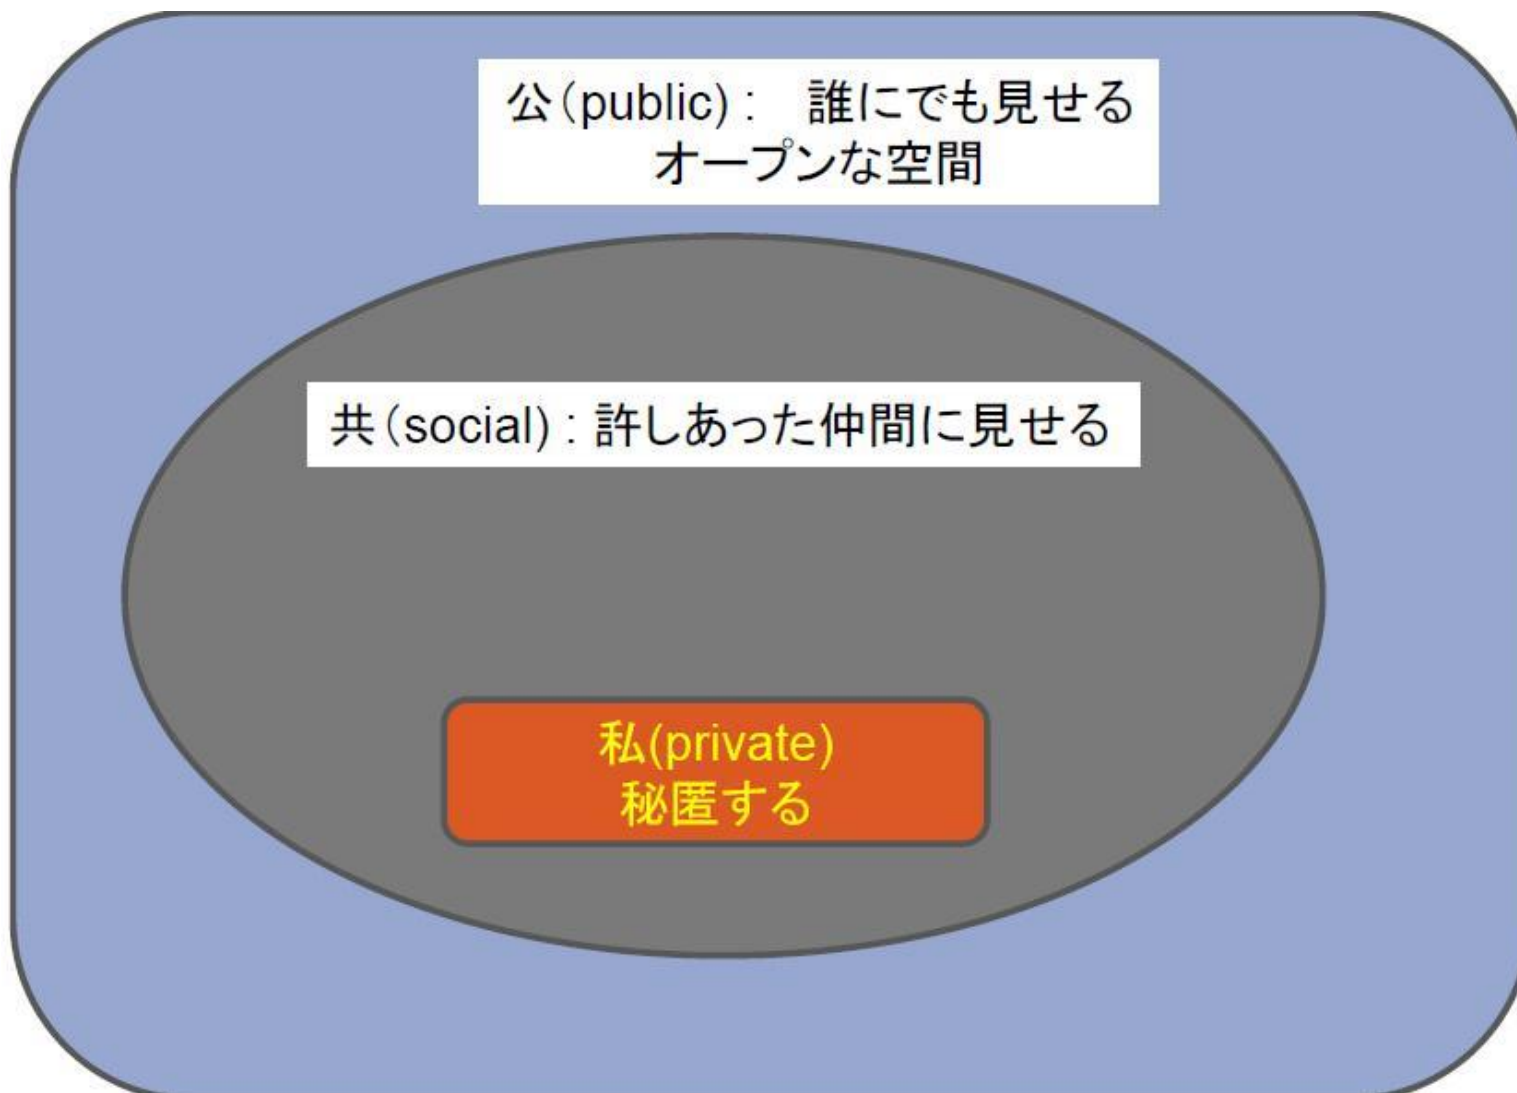 公(public): 誰にでも見せる
オープンな空間
共(social): 許しあった仲間に見せる
私(private)
秘匿する